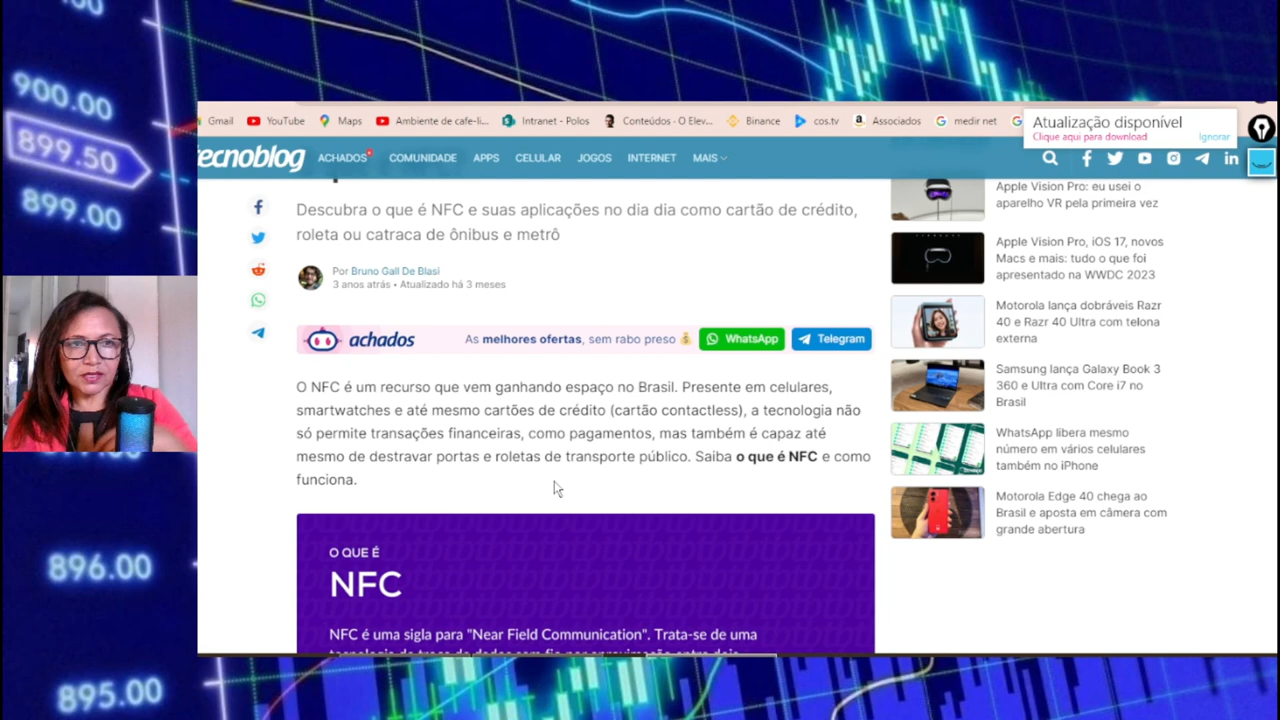 900.00
899.50
899.00
896.00
895.00
Gmail
YouTube
Maps
Ambiente de cafe-li...
Intranet - Polos
Conteúdos · O Elev...
Binance
cos.tv
Associados
medir net
Atualização disponível
Clique aqui para download
Ignorar
tecnoblog
ACHADOS
COMUNIDADE
APPS
CELULAR
JOGOS
INTERNET
MAIS
Descubra o que é NFC e suas aplicações no dia dia como cartão de crédito,
roleta ou catraca de ônibus e metrô
Por Bruno Gall De Blasi
3 anos atrás • Atualizado há 3 meses
achados
As melhores ofertas, sem rabo preso 💰
WhatsApp
Telegram
O NFC é um recurso que vem ganhando espaço no Brasil. Presente em celulares,
smartwatches e até mesmo cartões de crédito (cartão contactless), a tecnologia não
só permite transações financeiras, como pagamentos, mas também é capaz até
mesmo de destravar portas e roletas de transporte público. Saiba o que é NFC e como
funciona.
O QUE É
NFC
NFC é uma sigla para "Near Field Communication". Trata-se de uma
Apple Vision Pro: eu usei o
aparelho VR pela primeira vez
Apple Vision Pro, iOS 17, novos
Macs e mais: tudo o que foi
apresentado na WWDC 2023
Motorola lança dobráveis Razr
40 e Razr 40 Ultra com telona
externa
Samsung lança Galaxy Book 3
360 e Ultra com Core i7 no
Brasil
WhatsApp libera mesmo
número em vários celulares
também no iPhone
Motorola Edge 40 chega ao
Brasil e aposta em câmera com
grande abertura